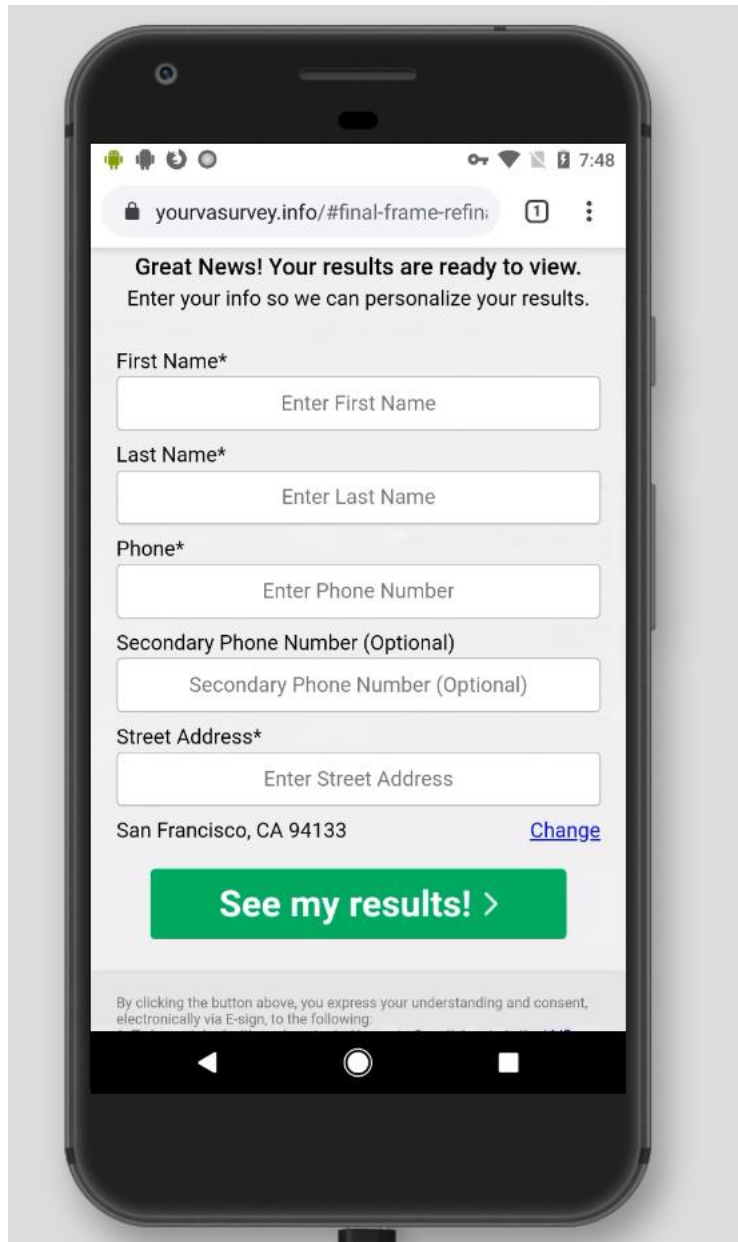 7:48
yourvasurvey.info/#final-frame-refin
1
Great News! Your results are ready to view.
Enter your info so we can personalize your results.
First Name*
Enter First Name
Last Name*
Enter Last Name
Phone*
Enter Phone Number
Secondary Phone Number (Optional)
Secondary Phone Number (Optional)
Street Address*
Enter Street Address
San Francisco, CA 94133 Change
See my results! >
By clicking the button above, you express your understanding and consent,
electronically via E-sign, to the following: